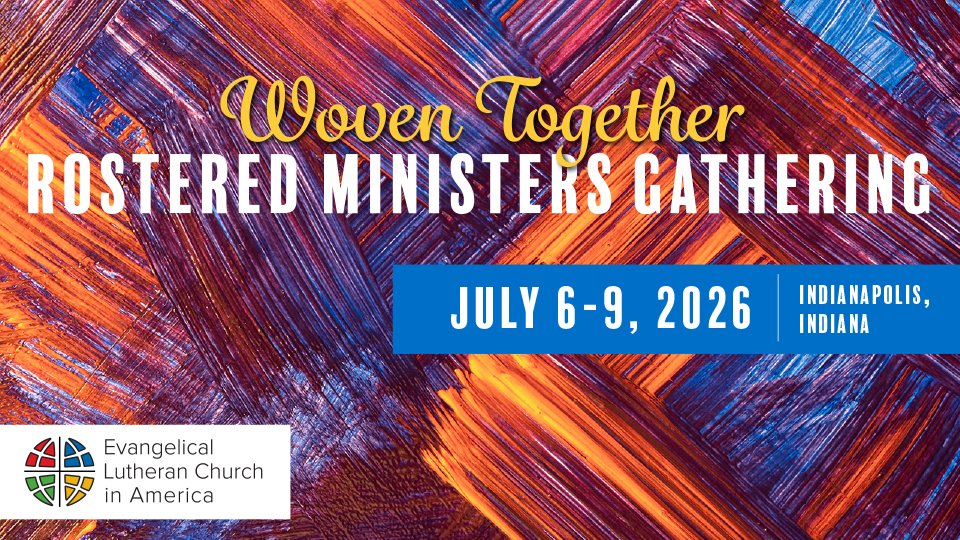 Woven Together
ROSTERED MINISTERS GATHERING
JULY 6-9, 2026
INDIANAPOLIS,
INDIANA
Evangelical
Lutheran Church
in America